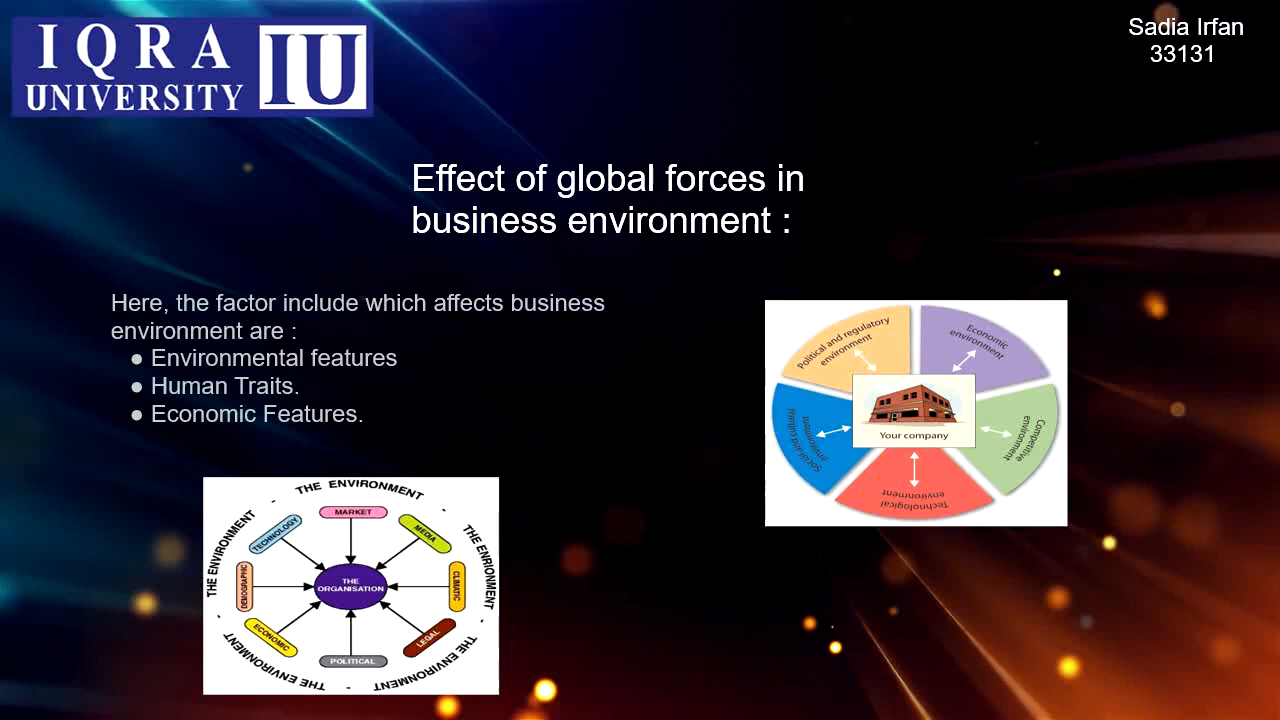 IQRA
UNIVERSITY
IU
Sadia Irfan
33131
Effect of global forces in
business environment :
Here, the factor include which affects business
environment are :
● Environmental features
● Human Traits.
● Economic Features.
Political and regulatory
environment
Economic
environment
Competitive
environment
Technological
environment
Social and cultural
environment
Your company
- THE ENVIRONMENT -
THE ENRIONMENT
- THE ENVIRONMENT
- THE ENVIRONMENT
- THE ENVIRONMENT
MARKET
MEDIA
CLIMATIC
LEGAL
POLITICAL
ECONOMIC
DEMOGRAPHIC
TECHNOLOGY
THE
ORGANISATION